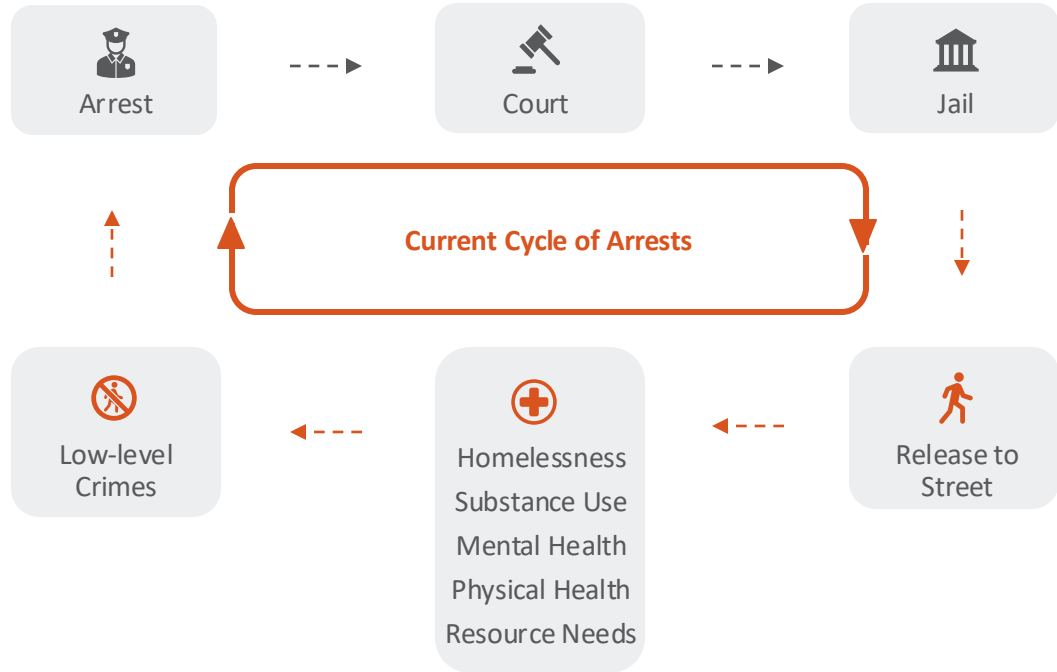 Arrest
Court
Jail
Current Cycle of Arrests
Low-level
Crimes
Homelessness
Substance Use
Mental Health
Physical Health
Resource Needs
Release to
Street